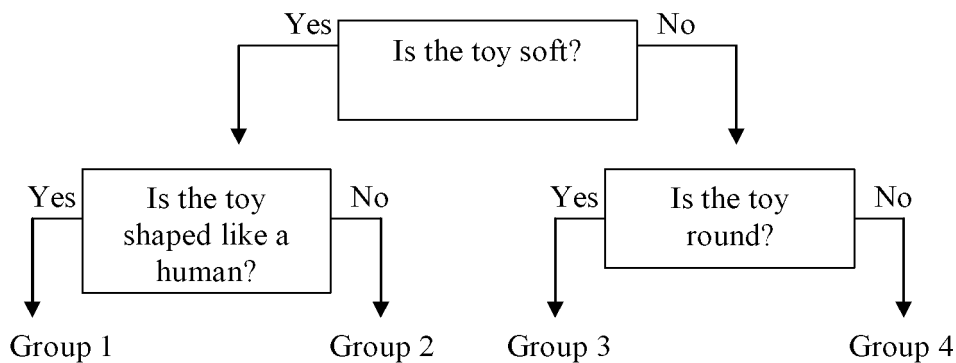 Yes
Is the toy soft?
No
Yes
Is the toy
shaped like a
human?
No
Yes
Is the toy
round?
No
Group 1
Group 2
Group 3
Group 4